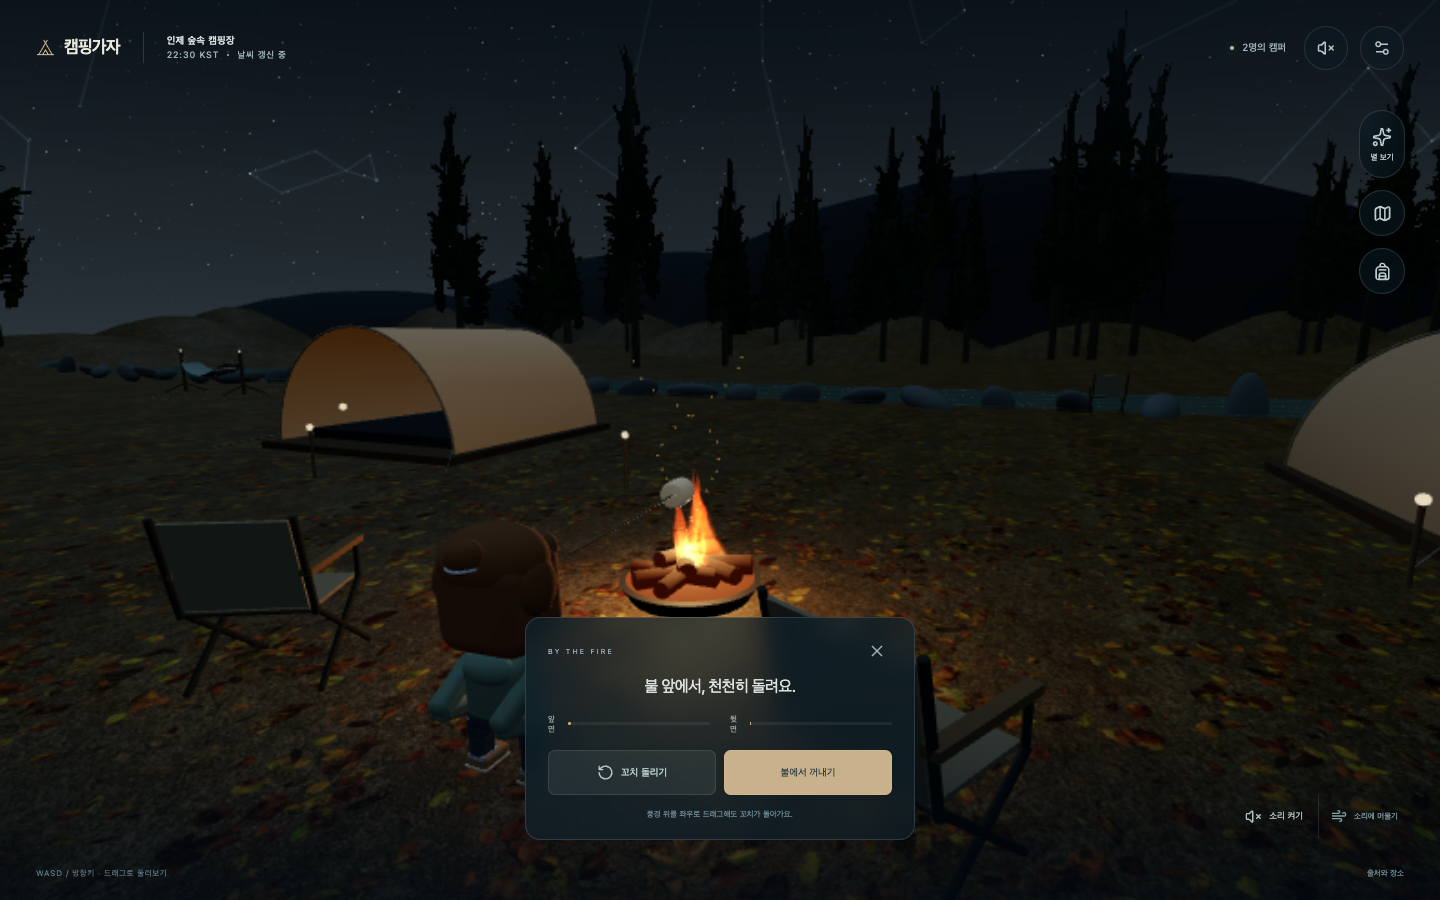 캠핑가자
인제 숲속 캠핑장
22:30 KST · 날씨 갱신 중
2명의 캠퍼
별 보기
BY THE FIRE
불 앞에서, 천천히 돌려요.
앞
면
뒷
면
꼬치 돌리기
불에서 꺼내기
풍경 위를 좌우로 드래그해도 꼬치가 돌아가요.
소리 켜기
소리에 머물기
WASD / 방향키 · 드래그로 둘러보기
출처와 장소